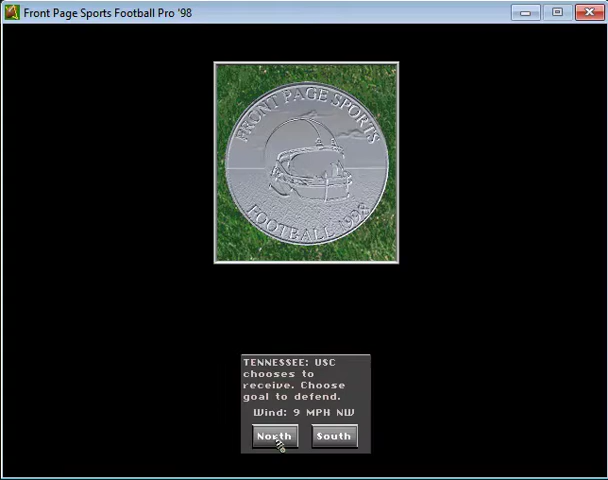 Front Page Sports Football Pro '98
FRONT PAGE SPORTS
FOOTBALL 1998
TENNESSEE: USC
chooses to
receive. Choose
goal to defend.
Wind: 9 MPH NW
North South